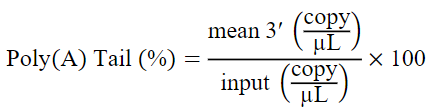 Poly(A) Tail (%) = mean 3′ (copy/µL) / input (copy/µL) × 100